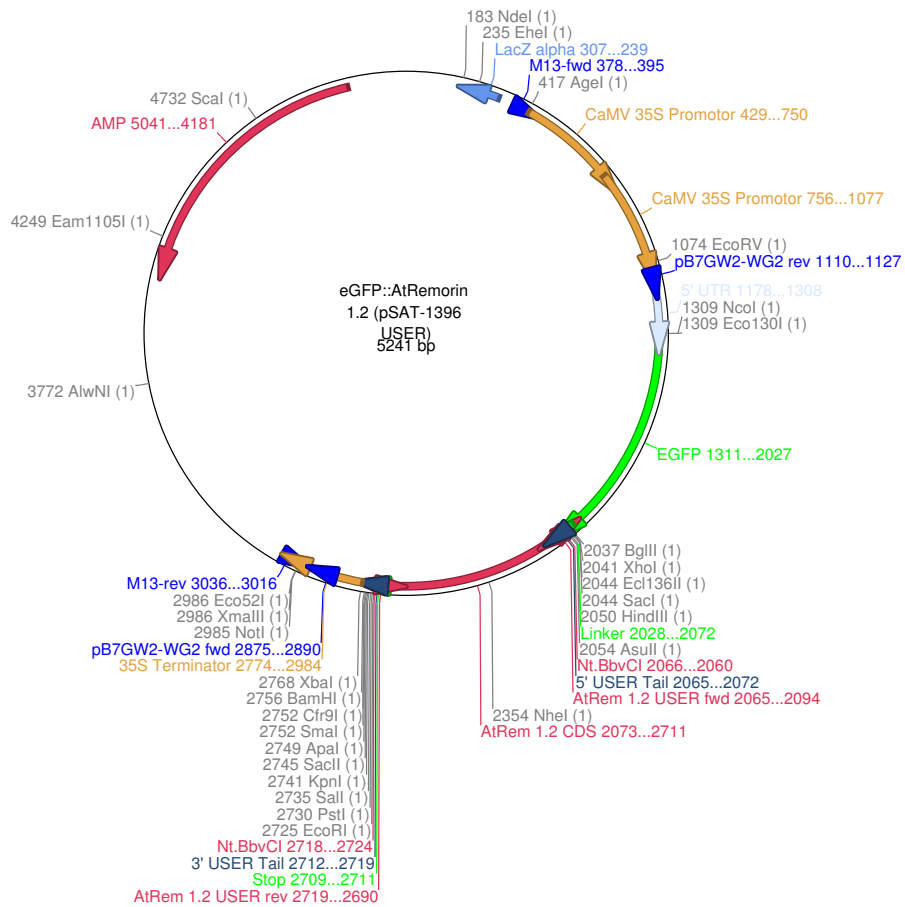 183 NdeI (1)
235 EheI (1)
LacZ alpha 307...239
M13-fwd 378...395
417 AgeI (1)
CaMV 35S Promotor 429...750
CaMV 35S Promotor 756...1077
1074 EcoRV (1)
pB7GW2-WG2 rev 1110...1127
5' UTR 1178...1308
1309 NcoI (1)
1309 Eco130I (1)
EGFP 1311...2027
2037 BglII (1)
2041 XhoI (1)
2044 Ecl136II (1)
2044 SacI (1)
2050 HindIII (1)
Linker 2028...2072
2054 AsuII (1)
Nt.BbvCI 2066...2060
5' USER Tail 2065...2072
AtRem 1.2 USER fwd 2065...2094
2354 NheI (1)
AtRem 1.2 CDS 2073...2711
4732 ScaI (1)
AMP 5041...4181
4249 Eam1105I (1)
eGFP::AtRemorin
1.2 (pSAT-1396
USER)
5241 bp
3772 AlwNI (1)
M13-rev 3036...3016
2986 Eco52I (1)
2986 XmaIII (1)
2985 NotI (1)
pB7GW2-WG2 fwd 2875...2890
35S Terminator 2774...2984
2768 XbaI (1)
2756 BamHI (1)
2752 Cfr9I (1)
2752 SmaI (1)
2749 ApaI (1)
2745 SacII (1)
2741 KpnI (1)
2735 SalI (1)
2730 PstI (1)
2725 EcoRI (1)
Nt.BbvCI 2718...2724
3' USER Tail 2712...2719
Stop 2709...2711
AtRem 1.2 USER rev 2719...2690